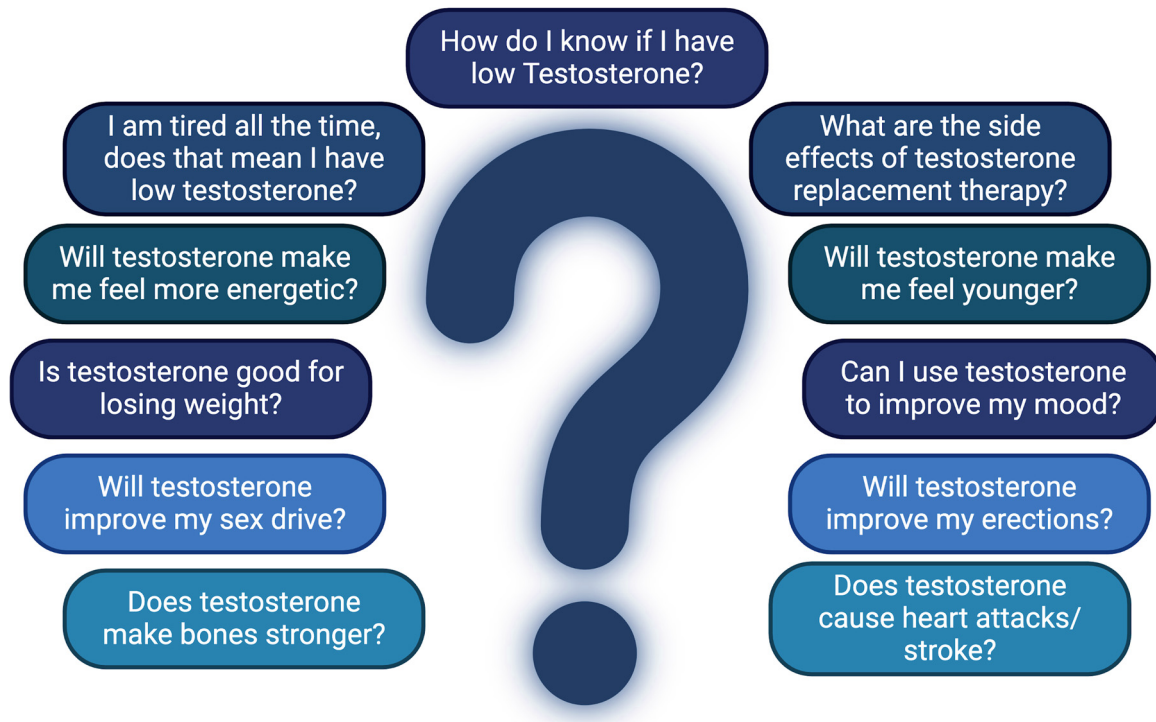 How do I know if I have
low Testosterone?
I am tired all the time,
does that mean I have
low testosterone?
What are the side
effects of testosterone
replacement therapy?
Will testosterone make
me feel more energetic?
Will testosterone make
me feel younger?
Is testosterone good for
losing weight?
Can I use testosterone
to improve my mood?
Will testosterone
improve my sex drive?
Will testosterone
improve my erections?
Does testosterone
make bones stronger?
Does testosterone
cause heart attacks/
stroke?
?